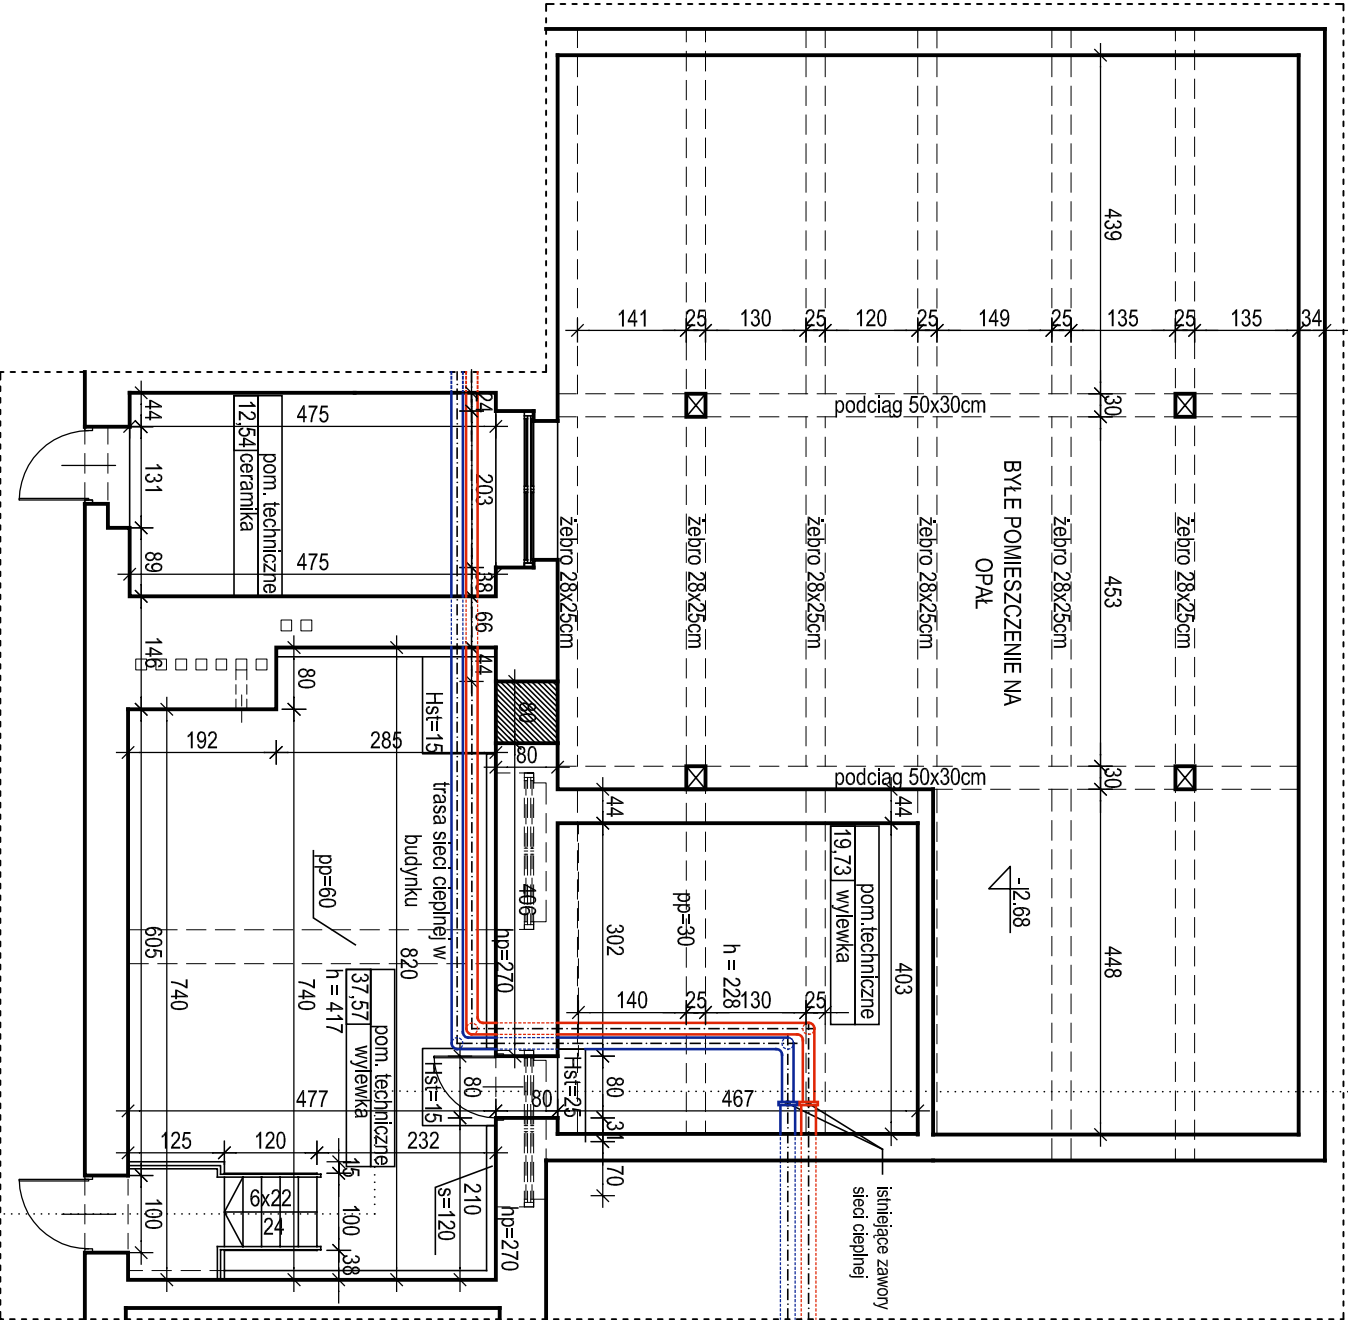 439
141
25
130
25
120
25
149
25
135
25
135
34
podciąg 50x30cm
30
BYŁE POMIESZCZENIE NA
OPAŁ
żebro 28x25cm
żebro 28x25cm
żebro 28x25cm
żebro 28x25cm
żebro 28x25cm
żebro 28x25cm
453
podciąg 50x30cm
30
-2.68
448
44
475
24
pom. techniczne
12,54 ceramika
131
203
89
475
38
66
146
44
80
80
192
285
Hst=15
80
trasa sieci cieplnej w
budynku
44
44
pom.techniczne
19,73 wylewka
pp=60
406
pp=30
302
h = 228
403
hp=270
605
740
740
820
140
25
130
25
pom. techniczne
37,57 wylewka
h = 417
Hst=15
80
Hst=25
80
477
80
467
31
125
120
232
15
70
100
6x22
24
100
210
s=120
38
hp=270
istniejące zawory
sieci cieplnej